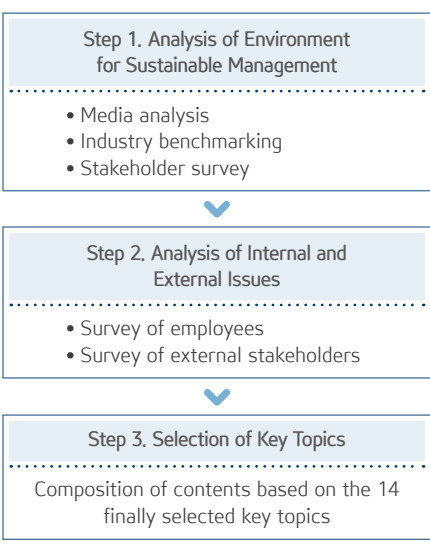 Step 1. Analysis of Environment
for Sustainable Management
• Media analysis
• Industry benchmarking
• Stakeholder survey
Step 2. Analysis of Internal and
External Issues
• Survey of employees
• Survey of external stakeholders
Step 3. Selection of Key Topics
Composition of contents based on the 14
finally selected key topics